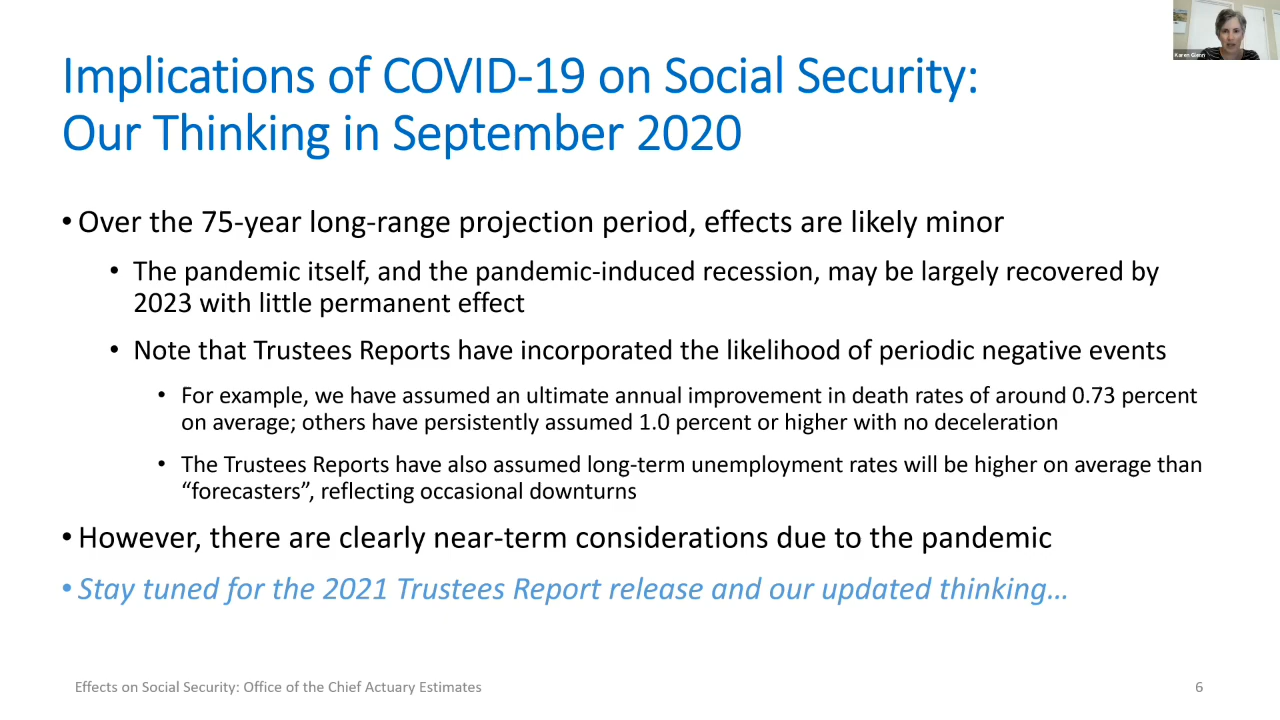 Karen Glenn
Implications of COVID-19 on Social Security:
Our Thinking in September 2020
• Over the 75-year long-range projection period, effects are likely minor
• The pandemic itself, and the pandemic-induced recession, may be largely recovered by
2023 with little permanent effect
• Note that Trustees Reports have incorporated the likelihood of periodic negative events
• For example, we have assumed an ultimate annual improvement in death rates of around 0.73 percent
on average; others have persistently assumed 1.0 percent or higher with no deceleration
• The Trustees Reports have also assumed long-term unemployment rates will be higher on average than
“forecasters”, reflecting occasional downturns
• However, there are clearly near-term considerations due to the pandemic
• Stay tuned for the 2021 Trustees Report release and our updated thinking…
Effects on Social Security: Office of the Chief Actuary Estimates
6